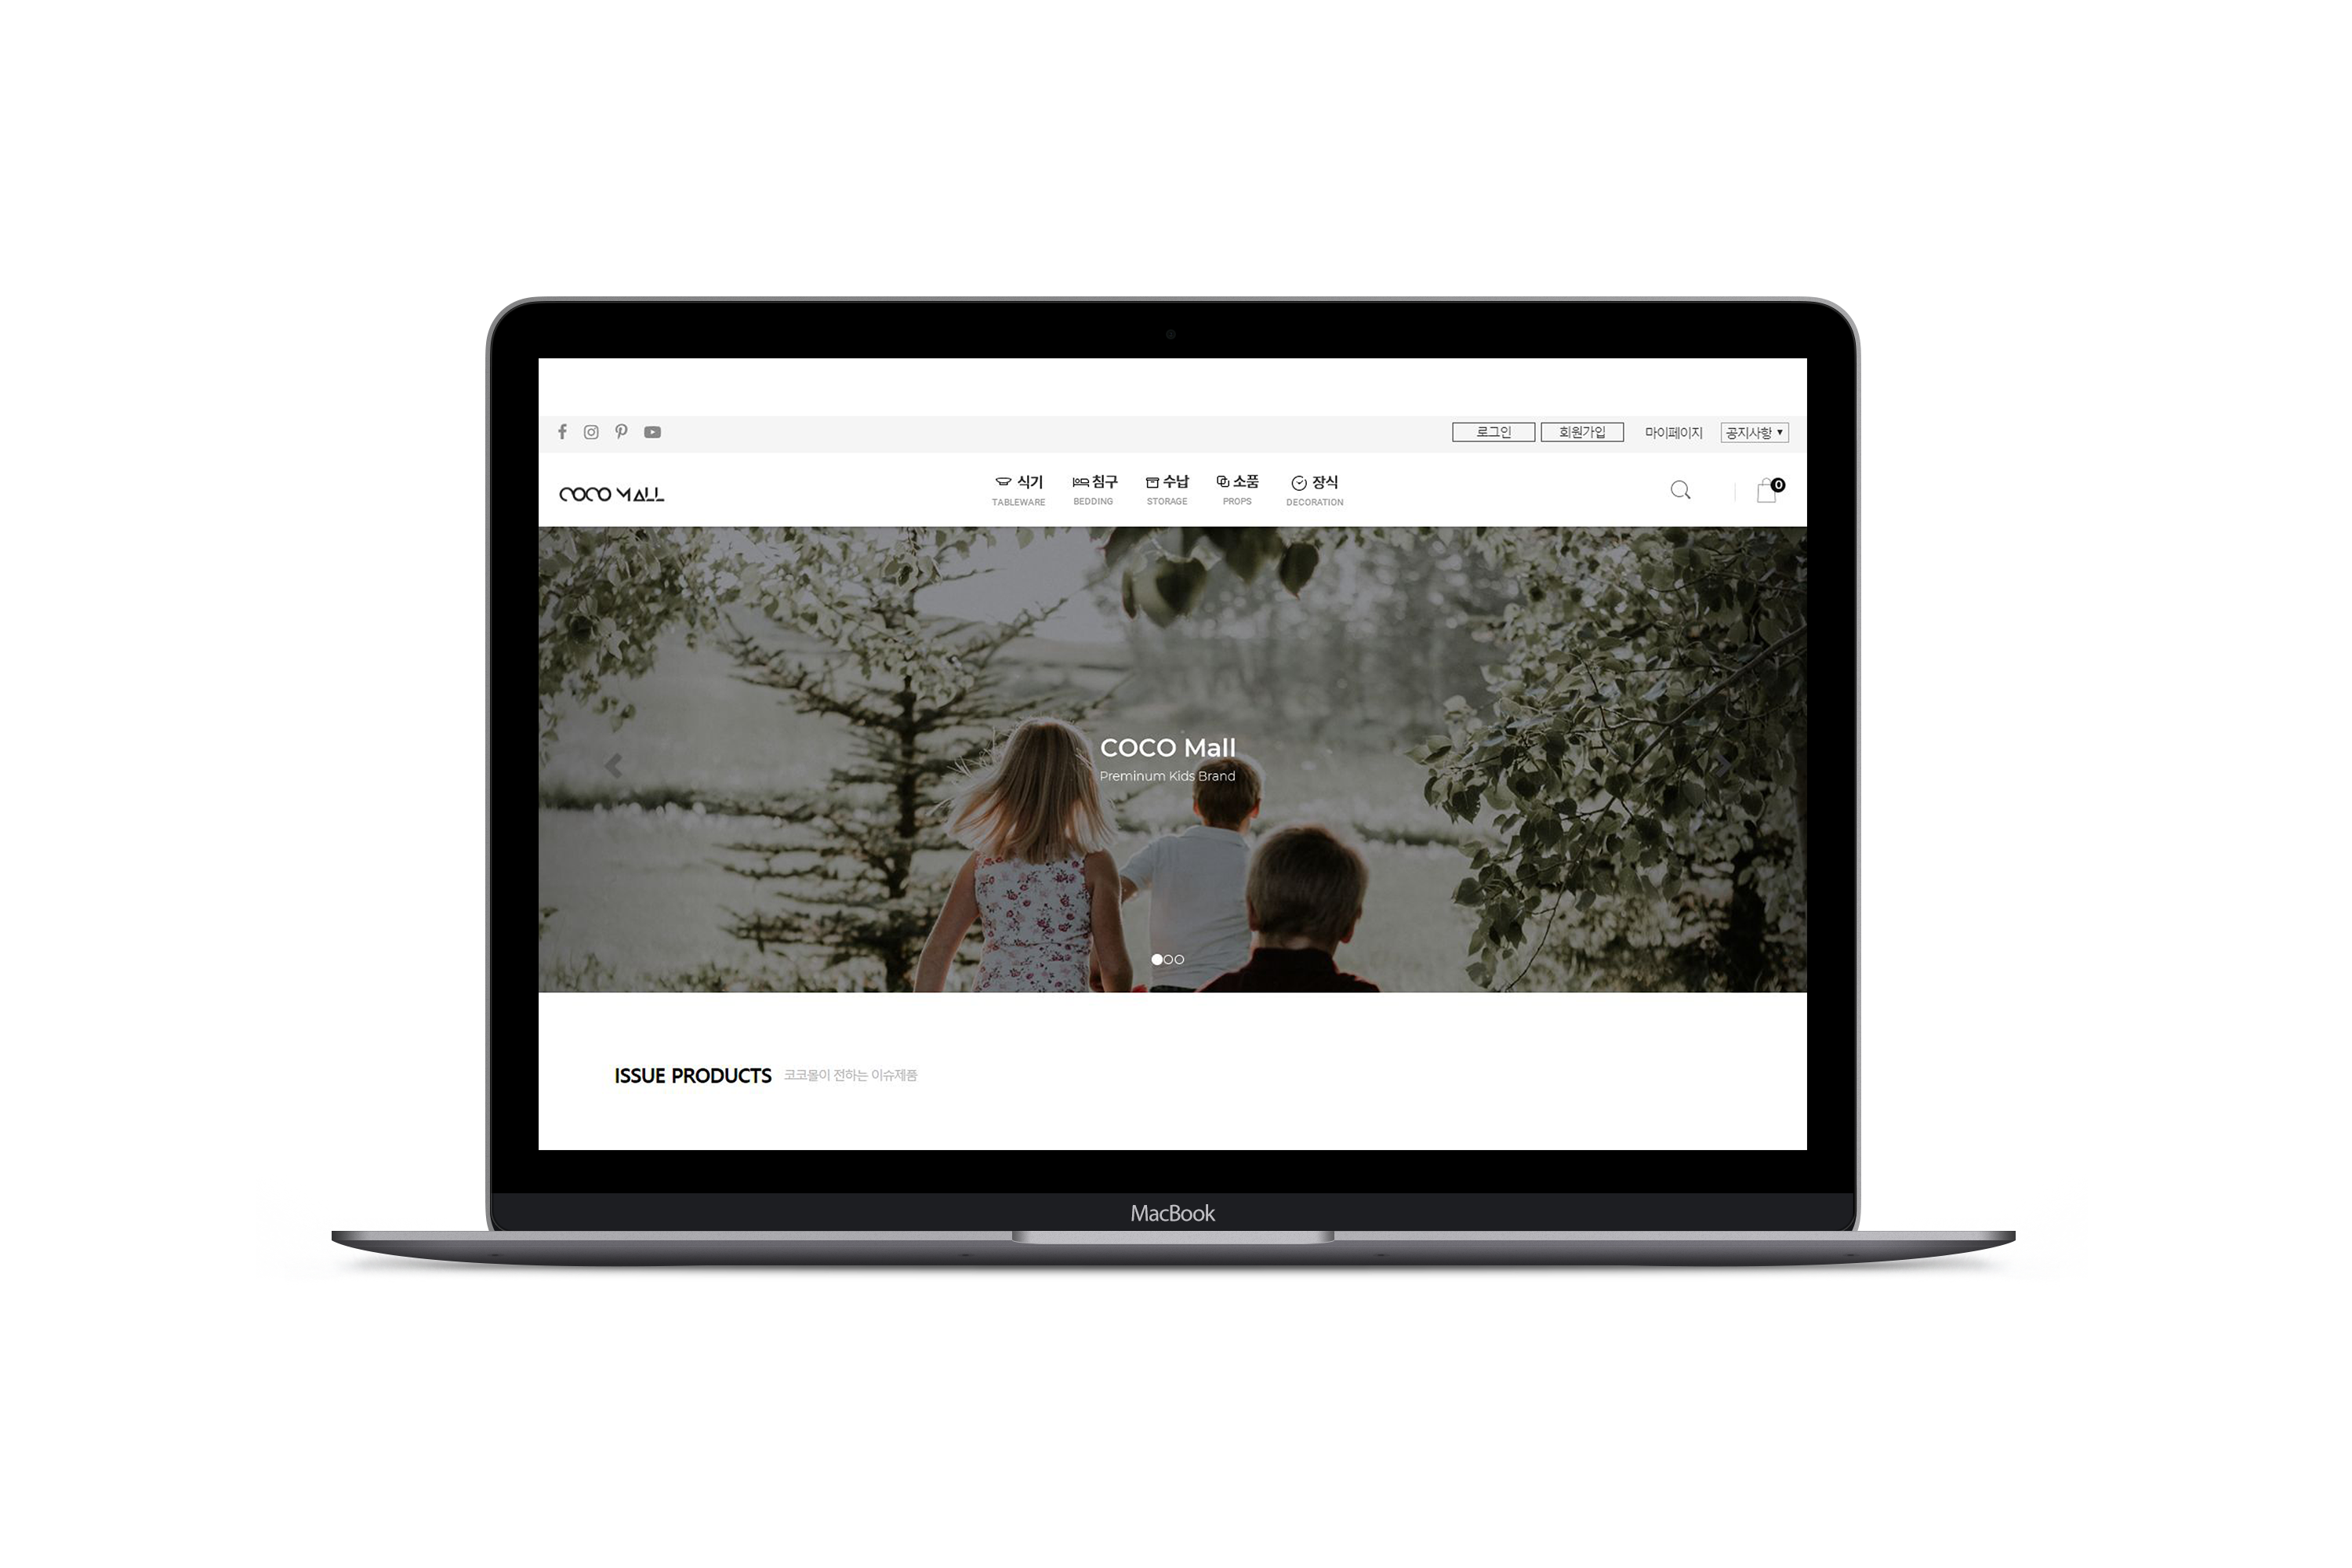 로그인 회원가입 마이페이지 공지사항
COCO MALL
식기 침구 수납 소품 장식
TABLEWARE BEDDING STORAGE PROPS DECORATION
0
COCO Mall
Preminum Kids Brand
ISSUE PRODUCTS 코코몰이 전하는 이슈제품
MacBook